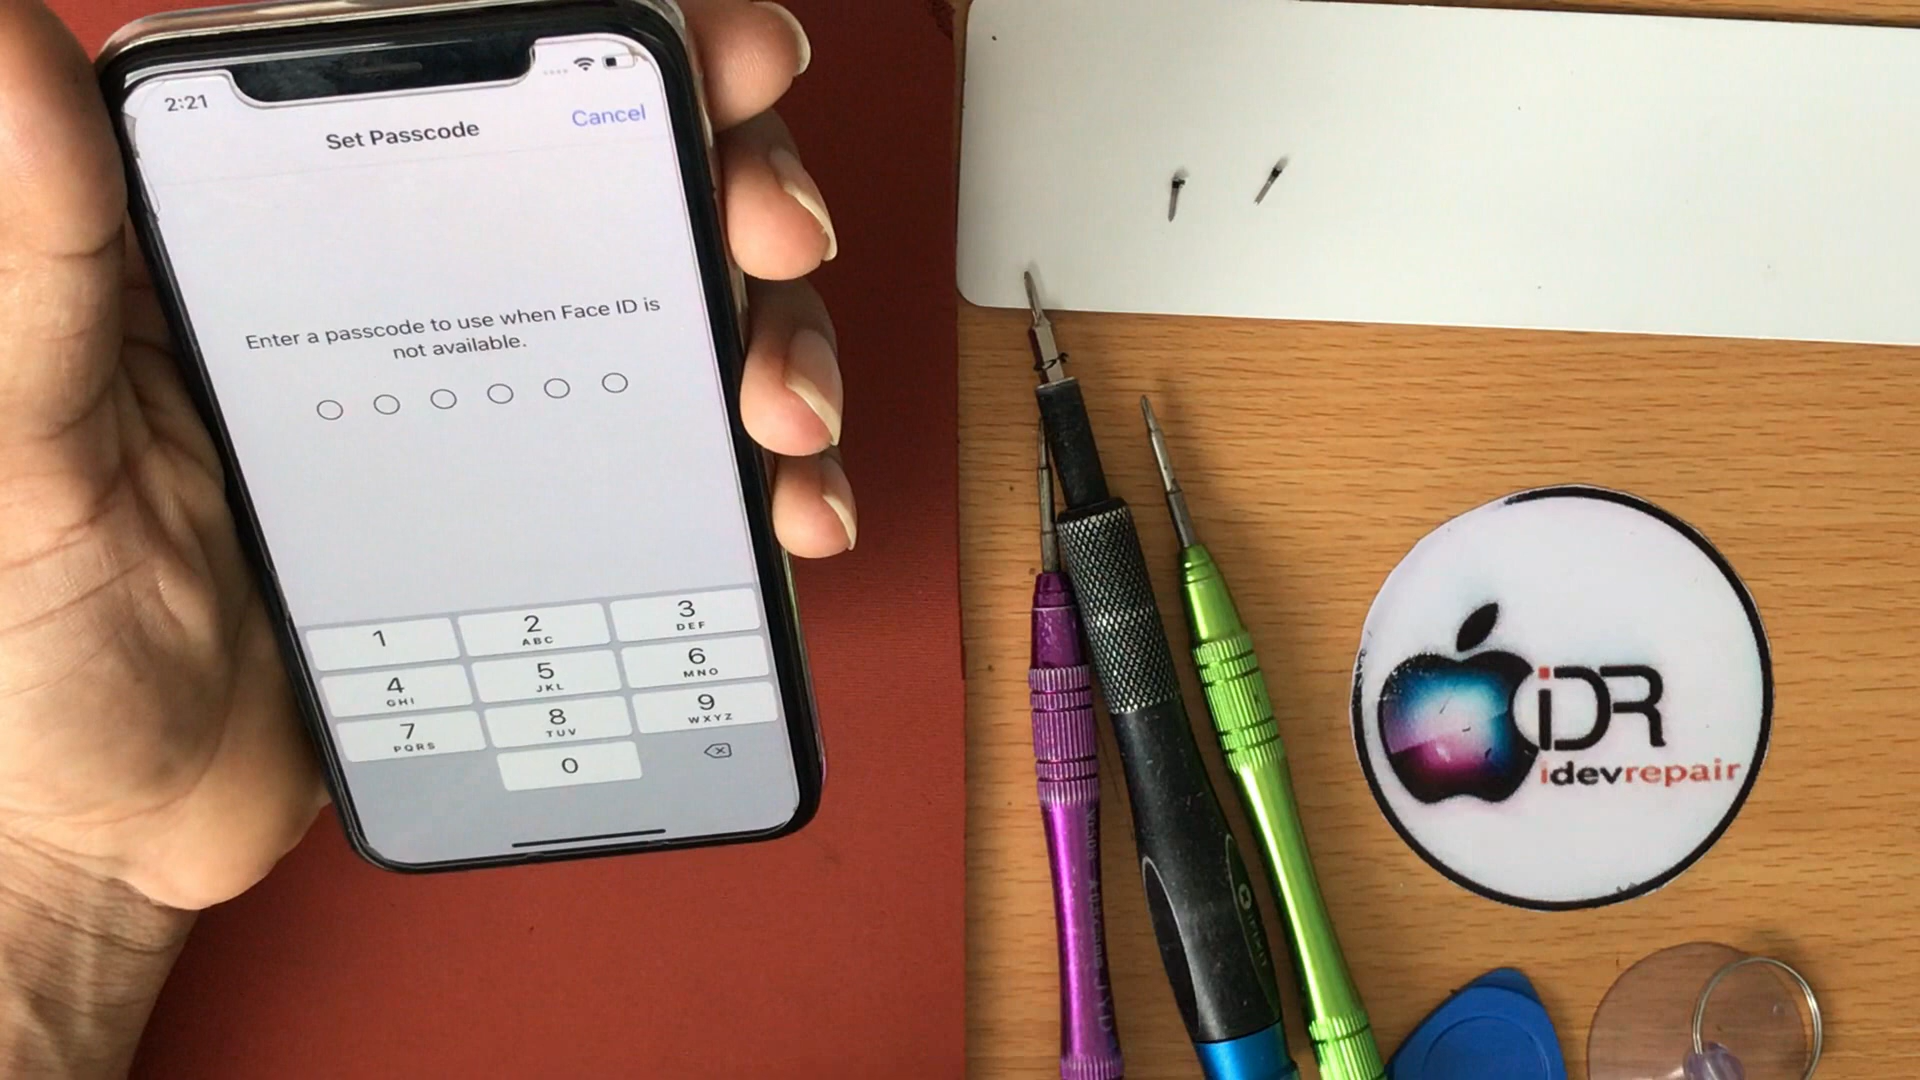 2:21
Set Passcode
Cancel
Enter a passcode to use when Face ID is
not available.
1
2
ABC
3
DEF
4
GHI
5
JKL
6
MNO
7
PQRS
8
TUV
9
WXYZ
0
iDR
idevrepair